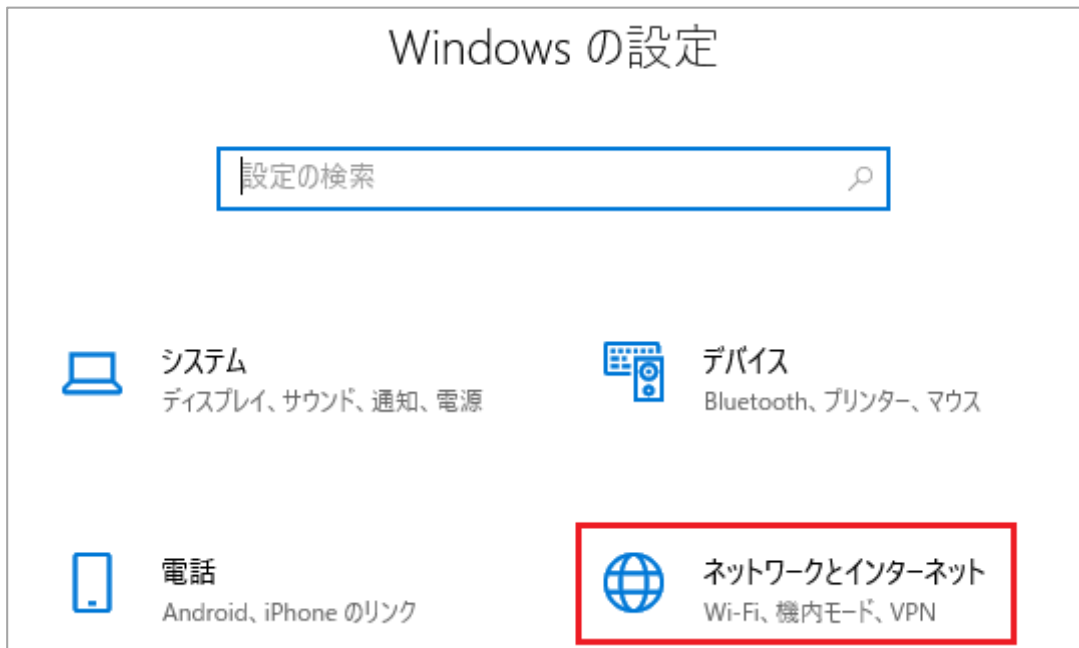 Windows の設定
設定の検索
システム
ディスプレイ、サウンド、通知、電源
デバイス
Bluetooth、プリンター、マウス
電話
Android、iPhone のリンク
ネットワークとインターネット
Wi-Fi、機内モード、VPN